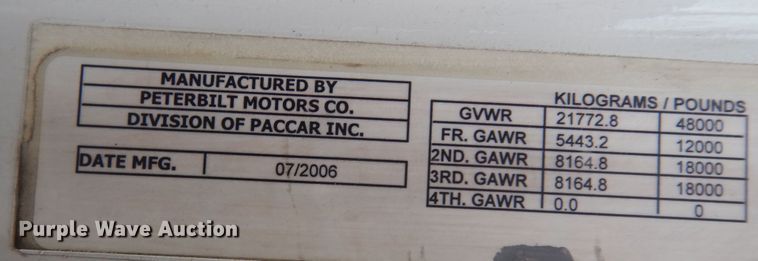 MANUFACTURED BY
PETERBILT MOTORS CO.
DIVISION OF PACCAR INC.
DATE MFG. 07/2006
KILOGRAMS / POUNDS
GVWR 21772.8 48000
FR. GAWR 5443.2 12000
2ND. GAWR 8164.8 18000
3RD. GAWR 8164.8 18000
4TH. GAWR 0.0 0
Purple Wave Auction